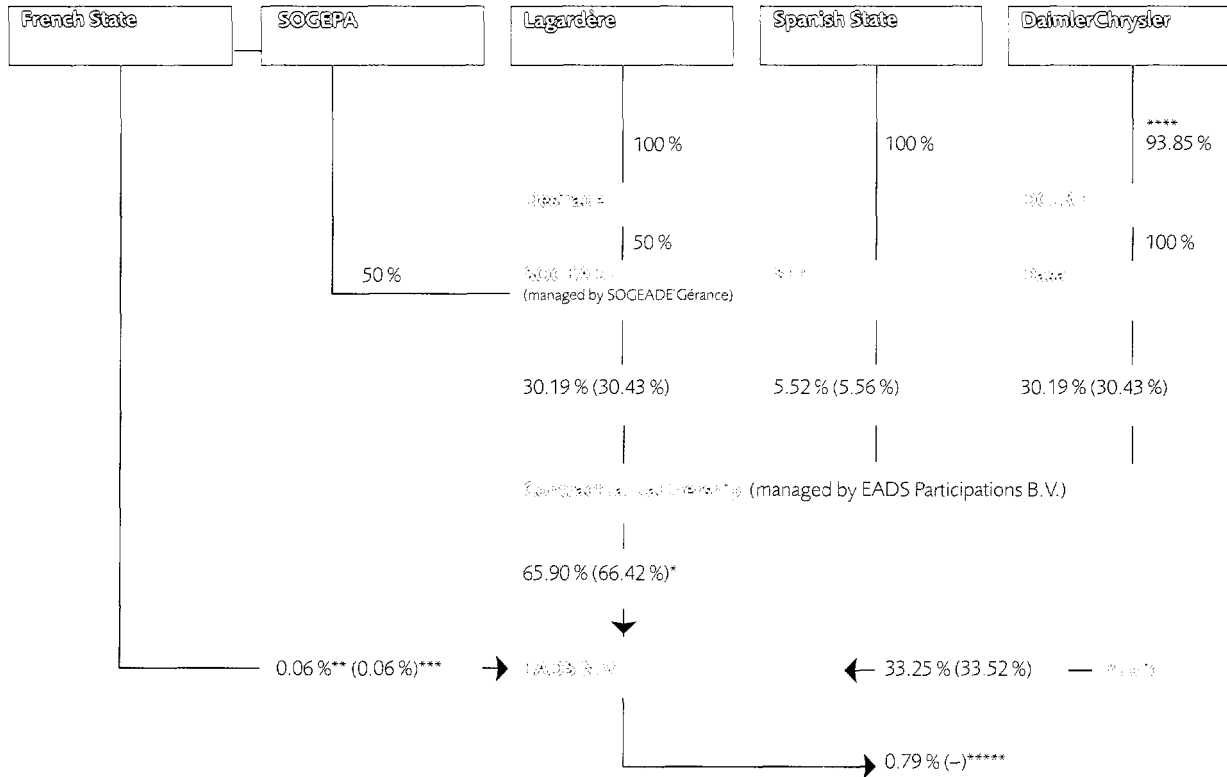 French State
SOGEPA
Lagardère
Spanish State
DaimlerChrysler
100 %
100 %
****
93.85 %
50 %
100 %
50 %
(managed by SOGEADE Gérance)
30.19 % (30.43 %)
5.52 % (5.56 %)
30.19 % (30.43 %)
(managed by EADS Participations B.V.)
65.90 % (66.42 %)*
0.06 %** (0.06 %)***
33.25 % (33.52 %)
0.79 % (–)*****